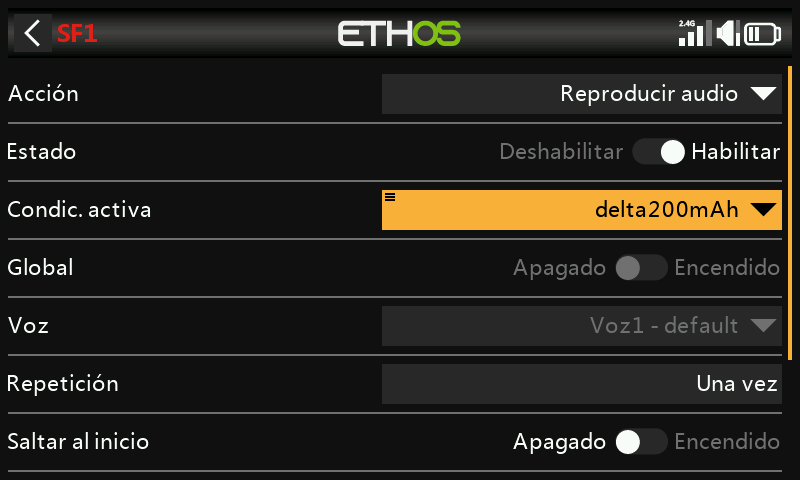 SF1 ETHOS 2.4G
Acción Reproducir audio
Estado Deshabilitar Habilitar
Condic. activa delta200mAh
Global Apagado Encendido
Voz Voz1 - default
Repetición Una vez
Saltar al inicio Apagado Encendido